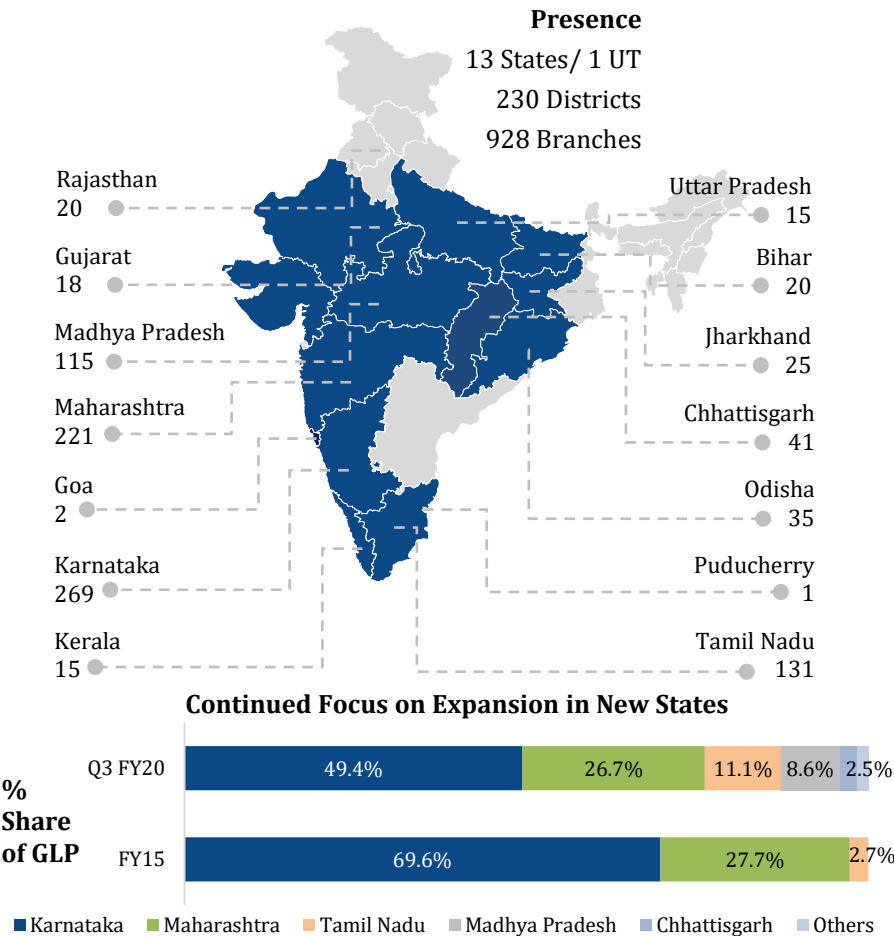 Presence
13 States/ 1 UT
230 Districts
928 Branches
Rajasthan
20
Gujarat
18
Madhya Pradesh
115
Maharashtra
221
Goa
2
Karnataka
269
Kerala
15
Uttar Pradesh
15
Bihar
20
Jharkhand
25
Chhattisgarh
41
Odisha
35
Puducherry
1
Tamil Nadu
131
Continued Focus on Expansion in New States
% Share of GLP
Q3 FY20
49.4%
26.7%
11.1%
8.6%
2.5%
FY15
69.6%
27.7%
2.7%
Karnataka
Maharashtra
Tamil Nadu
Madhya Pradesh
Chhattisgarh
Others